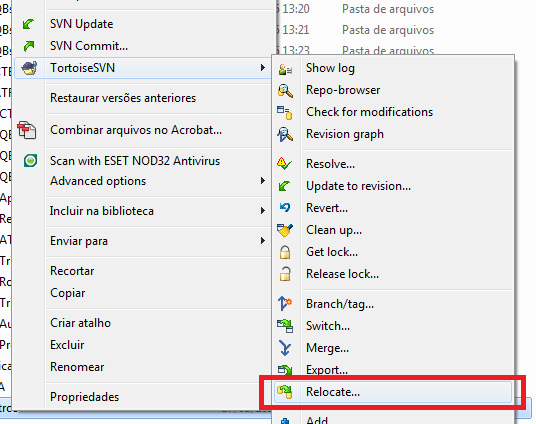 QBs
13:20
Pasta de arquivos
SVN Update
13:21
Pasta de arquivos
SVN Commit...
13:23
Pasta de arquivos
TortoiseSVN
Show log
Repo-browser
Restaurar versões anteriores
Check for modifications
Combinar arquivos no Acrobat...
Revision graph
Scan with ESET NOD32 Antivirus
Resolve...
Advanced options
Update to revision...
Incluir na biblioteca
Revert...
Clean up...
Enviar para
Get lock...
Recortar
Release lock...
Copiar
Branch/tag...
Criar atalho
Switch...
Excluir
Merge...
Renomear
Export...
Propriedades
Relocate...
Add